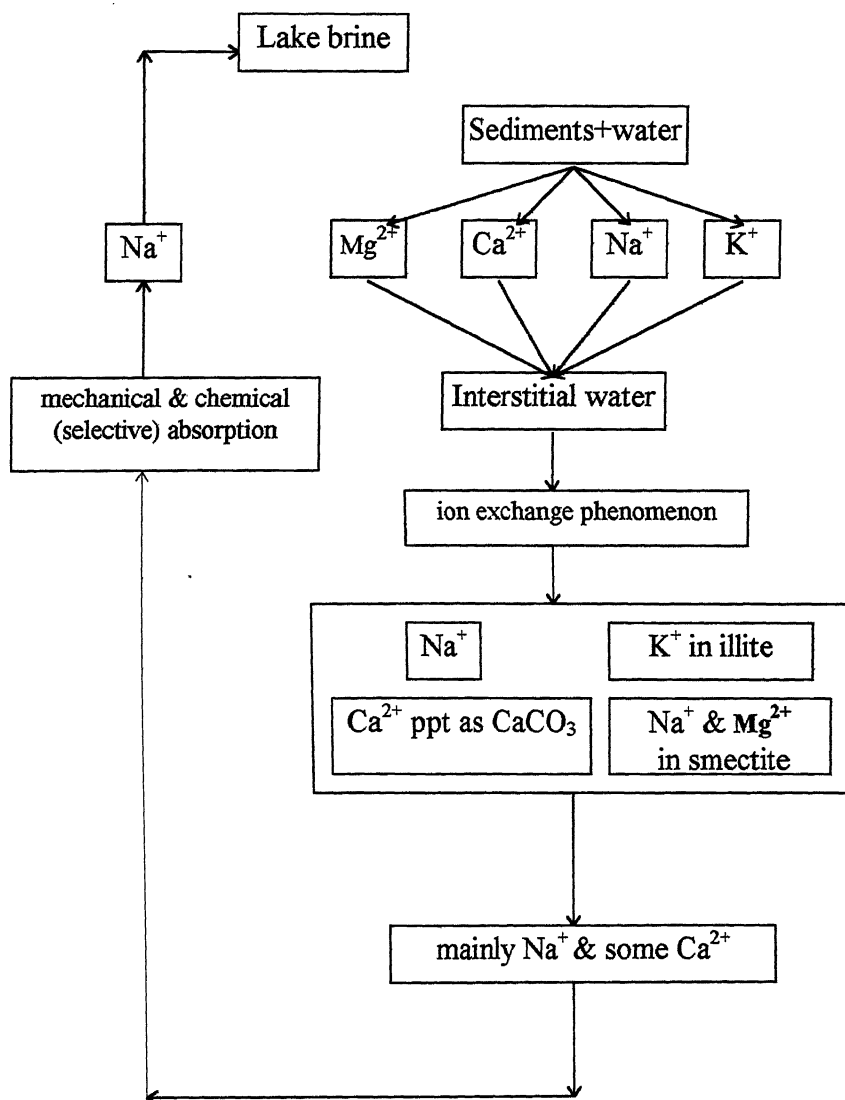 Lake brine
Sediments+water
Mg²⁺ Ca²⁺ Na⁺ K⁺
Na⁺
Interstitial water
mechanical & chemical
(selective) absorption
ion exchange phenomenon
Na⁺ K⁺ in illite
Ca²⁺ ppt as CaCO₃
Na⁺ & Mg²⁺
in smectite
mainly Na⁺ & some Ca²⁺